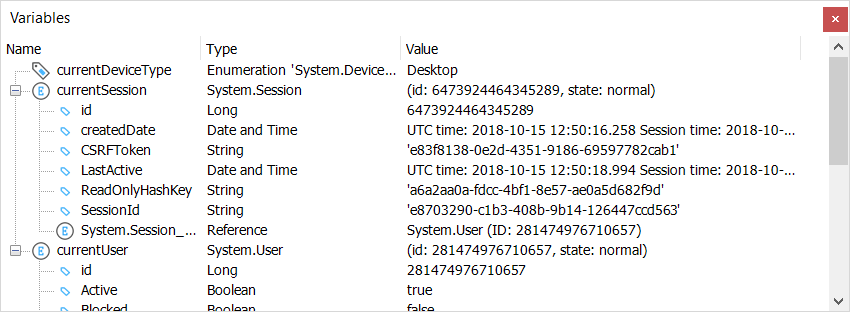 Variables
Name Type Value
currentDeviceType Enumeration 'System.Device... Desktop
E currentSession System.Session (id: 6473924464345289, state: normal)
id Long 6473924464345289
createdDate Date and Time UTC time: 2018-10-15 12:50:16.258 Session time: 2018-10-...
CSRFToken String 'e83f8138-0e2d-4351-9186-69597782cab1'
LastActive Date and Time UTC time: 2018-10-15 12:50:18.994 Session time: 2018-10-...
ReadOnlyHashKey String 'a6a2aa0a-fdcc-4bf1-8e57-ae0a5d682f9d'
SessionId String 'e8703290-c1b3-408b-9b14-126447ccd563'
E System.Session_... Reference System.User (ID: 281474976710657)
E currentUser System.User (id: 281474976710657, state: normal)
id Long 281474976710657
Active Boolean true
Blocked Boolean false